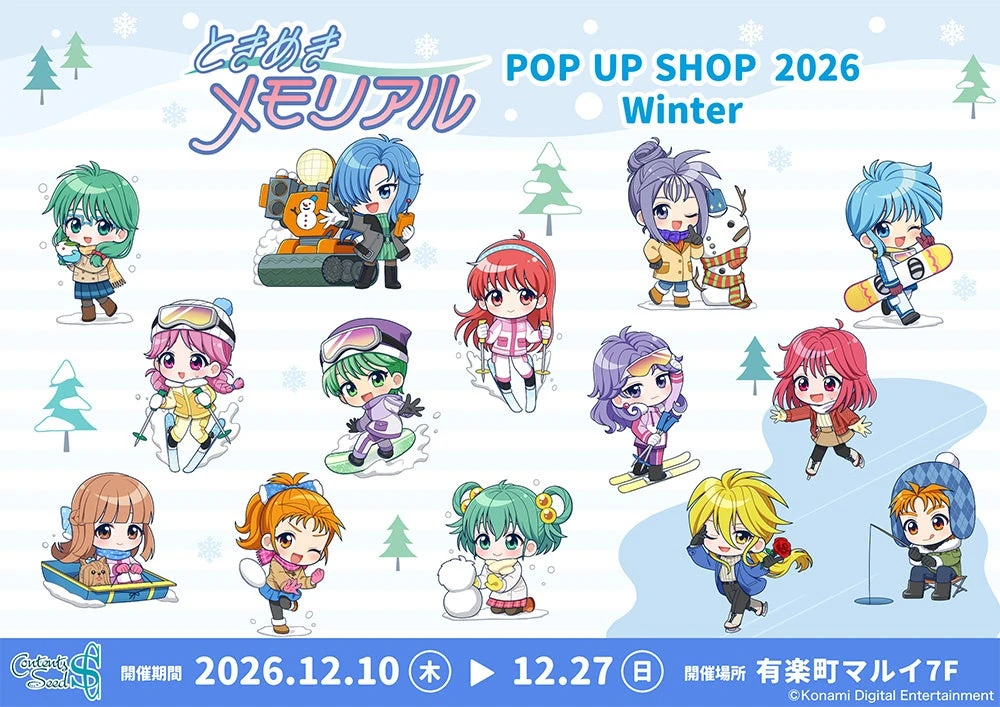 ときめき
メモリアル
POP UP SHOP 2026
Winter
Contents Seed
開催期間 2026.12.10 木 ▶ 12.27 日 開催場所 有楽町マルイ7F
©Konami Digital Entertainment